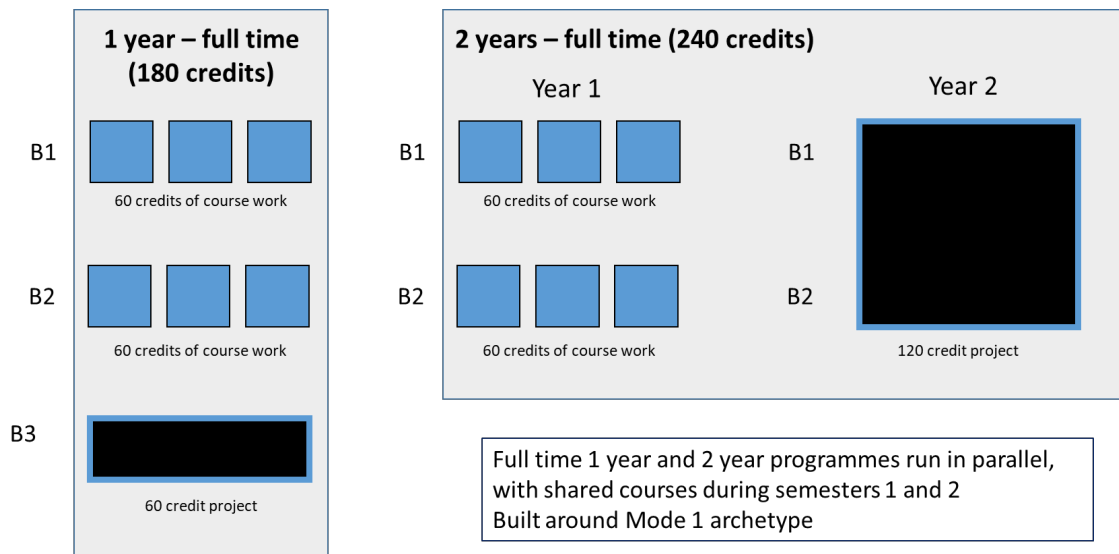 1 year – full time
(180 credits)
B1
60 credits of course work
B2
60 credits of course work
B3
60 credit project
2 years – full time (240 credits)
Year 1
Year 2
B1
60 credits of course work
B2
60 credits of course work
B1
B2
120 credit project
Full time 1 year and 2 year programmes run in parallel,
with shared courses during semesters 1 and 2
Built around Mode 1 archetype